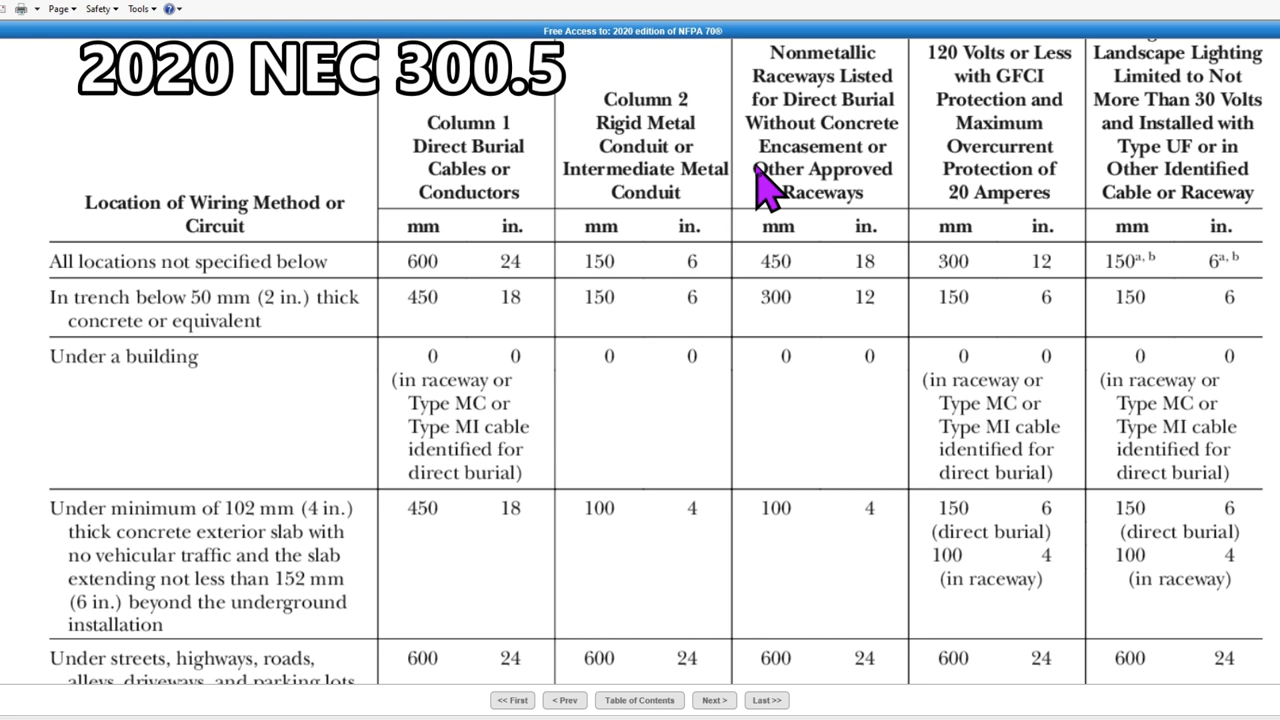 Page Safety Tools
Free Access to: 2020 edition of NFPA 70®
2020 NEC 300.5
Location of Wiring Method or
Circuit
Column 1
Direct Burial
Cables or
Conductors
Column 2
Rigid Metal
Conduit or
Intermediate Metal
Conduit
Nonmetallic
Raceways Listed
for Direct Burial
Without Concrete
Encasement or
Other Approved
Raceways
120 Volts or Less
with GFCI
Protection and
Maximum
Overcurrent
Protection of
20 Amperes
Landscape Lighting
Limited to Not
More Than 30 Volts
and Installed with
Type UF or in
Other Identified
Cable or Raceway
mm in. mm in. mm in. mm in. mm in.
All locations not specified below 600 24 150 6 450 18 300 12 150a, b 6a, b
In trench below 50 mm (2 in.) thick 450 18 150 6 300 12 150 6 150 6
concrete or equivalent
Under a building 0 0 0 0 0 0 0 0 0 0
(in raceway or (in raceway or (in raceway or
Type MC or Type MC or Type MC or
Type MI cable Type MI cable Type MI cable
identified for identified for identified for
direct burial) direct burial) direct burial)
Under minimum of 102 mm (4 in.) 450 18 100 4 100 4 150 6 150 6
thick concrete exterior slab with (direct burial) (direct burial)
no vehicular traffic and the slab 100 4 100 4
extending not less than 152 mm (in raceway) (in raceway)
(6 in.) beyond the underground
installation
Under streets, highways, roads, 600 24 600 24 600 24 600 24 600 24
alleys, driveways, and parking lots
<< First < Prev Table of Contents Next > Last >>